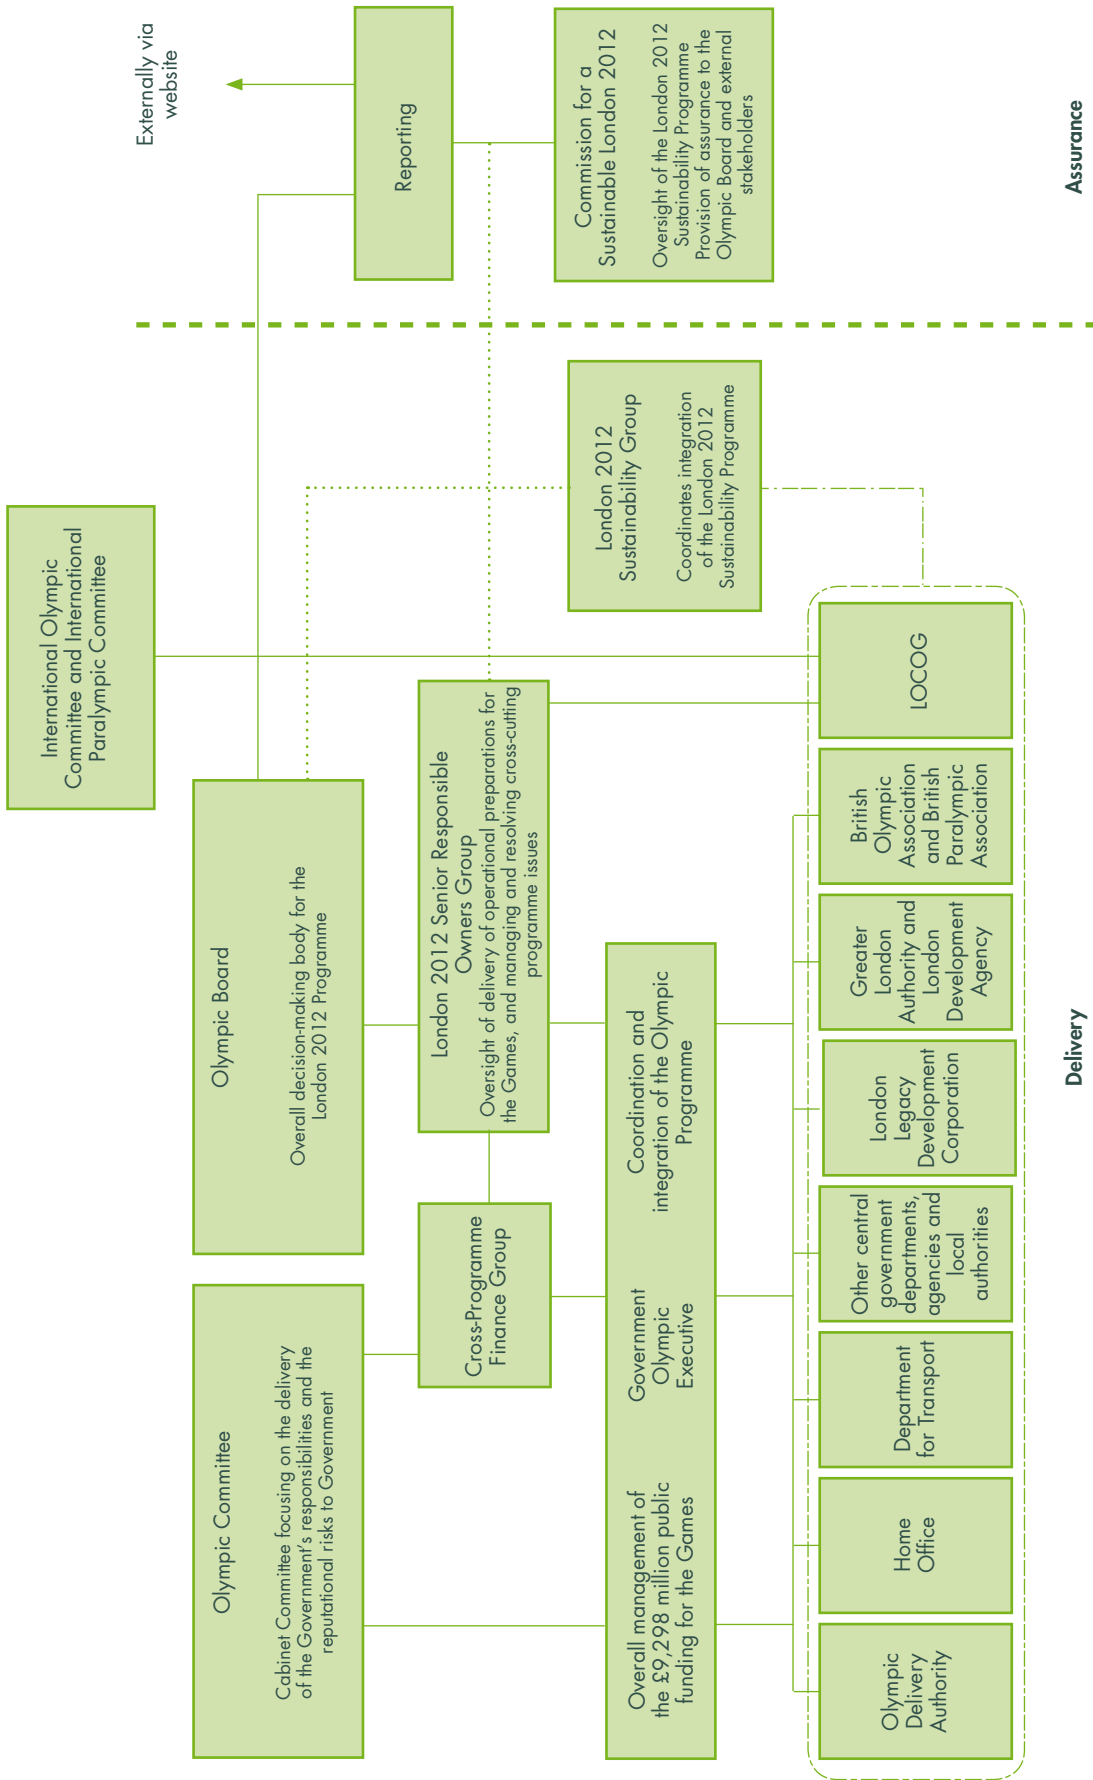 International Olympic
Committee and International
Paralympic Committee
Externally via
website
Olympic Committee
Cabinet Committee focusing on the delivery
of the Government’s responsibilities and the
reputational risks to Government
Olympic Board
Overall decision-making body for the
London 2012 Programme
Reporting
Cross-Programme
Finance Group
London 2012 Senior Responsible
Owners Group
Oversight of delivery of operational preparations for
the Games, and managing and resolving cross-cutting
programme issues
London 2012
Sustainability Group
Coordinates integration
of the London 2012
Sustainability Programme
Commission for a
Sustainable London 2012
Oversight of the London 2012
Sustainability Programme
Provision of assurance to the
Olympic Board and external
stakeholders
Overall management of
the £9,298 million public
funding for the Games
Government
Olympic
Executive
Coordination and
integration of the Olympic
Programme
Olympic
Delivery
Authority
Home
Office
Department
for Transport
Other central
government
departments,
agencies and
local
authorities
London
Legacy
Development
Corporation
Greater
London
Authority and
London
Development
Agency
British
Olympic
Association
and British
Paralympic
Association
LOCOG
Delivery
Assurance